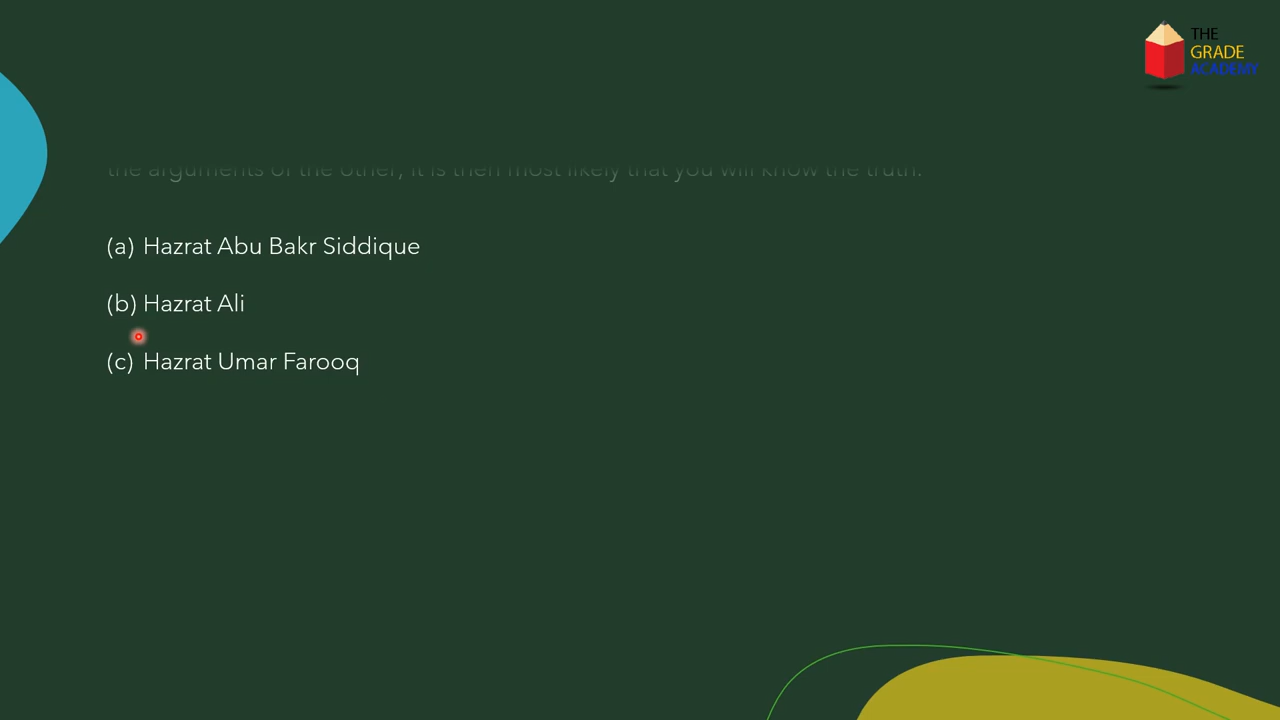 THE
GRADE
ACADEMY
the arguments of the other, it is then most likely that you will know the truth.
(a) Hazrat Abu Bakr Siddique
(b) Hazrat Ali
(c) Hazrat Umar Farooq